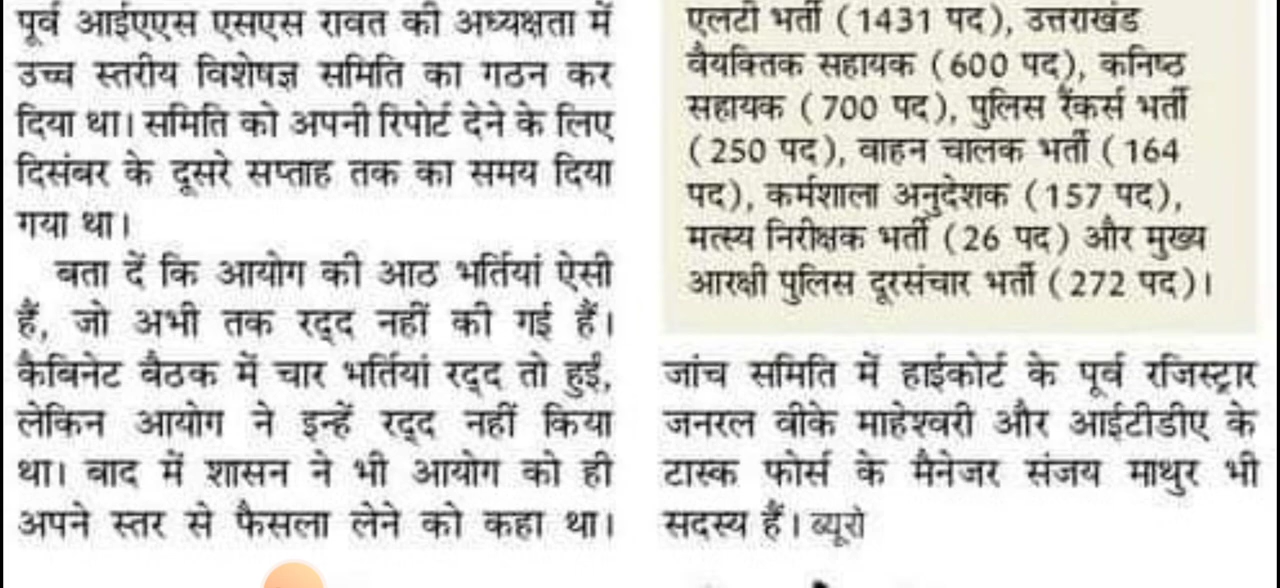 पूर्व आईएएस एसएस रावत की अध्यक्षता में
उच्च स्तरीय विशेषज्ञ समिति का गठन कर
दिया था। समिति को अपनी रिपोर्ट देने के लिए
दिसंबर के दूसरे सप्ताह तक का समय दिया
गया था।
बता दें कि आयोग की आठ भर्तियां ऐसी
हैं, जो अभी तक रद्द नहीं की गई हैं।
कैबिनेट बैठक में चार भर्तियां रद्द तो हुईं,
लेकिन आयोग ने इन्हें रद्द नहीं किया
था। बाद में शासन ने भी आयोग को ही
अपने स्तर से फैसला लेने को कहा था।
एलटी भर्ती (1431 पद), उत्तराखंड
वैयक्तिक सहायक (600 पद), कनिष्ठ
सहायक (700 पद), पुलिस रैंकर्स भर्ती
(250 पद), वाहन चालक भर्ती (164
पद), कर्मशाला अनुदेशक (157 पद),
मत्स्य निरीक्षक भर्ती (26 पद) और मुख्य
आरक्षी पुलिस दूरसंचार भर्ती (272 पद)।
जांच समिति में हाईकोर्ट के पूर्व रजिस्ट्रार
जनरल वीके माहेश्वरी और आईटीडीए के
टास्क फोर्स के मैनेजर संजय माथुर भी
सदस्य हैं। ब्यूरो